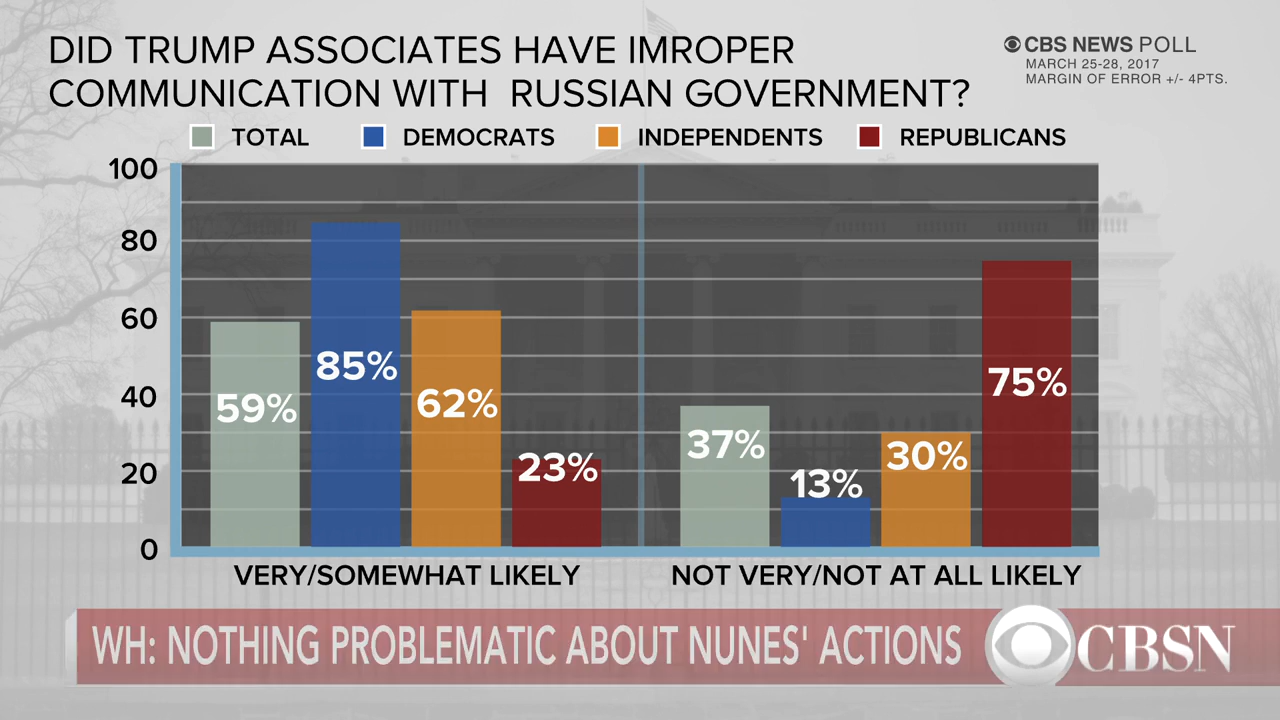 DID TRUMP ASSOCIATES HAVE IMROPER
COMMUNICATION WITH RUSSIAN GOVERNMENT?
CBS NEWS POLL
MARCH 25-28, 2017
MARGIN OF ERROR +/- 4PTS.
TOTAL DEMOCRATS INDEPENDENTS REPUBLICANS
100
80
60
40
20
0
59%
85%
62%
23%
37%
13%
30%
75%
VERY/SOMEWHAT LIKELY
NOT VERY/NOT AT ALL LIKELY
WH: NOTHING PROBLEMATIC ABOUT NUNES' ACTIONS
CBSN